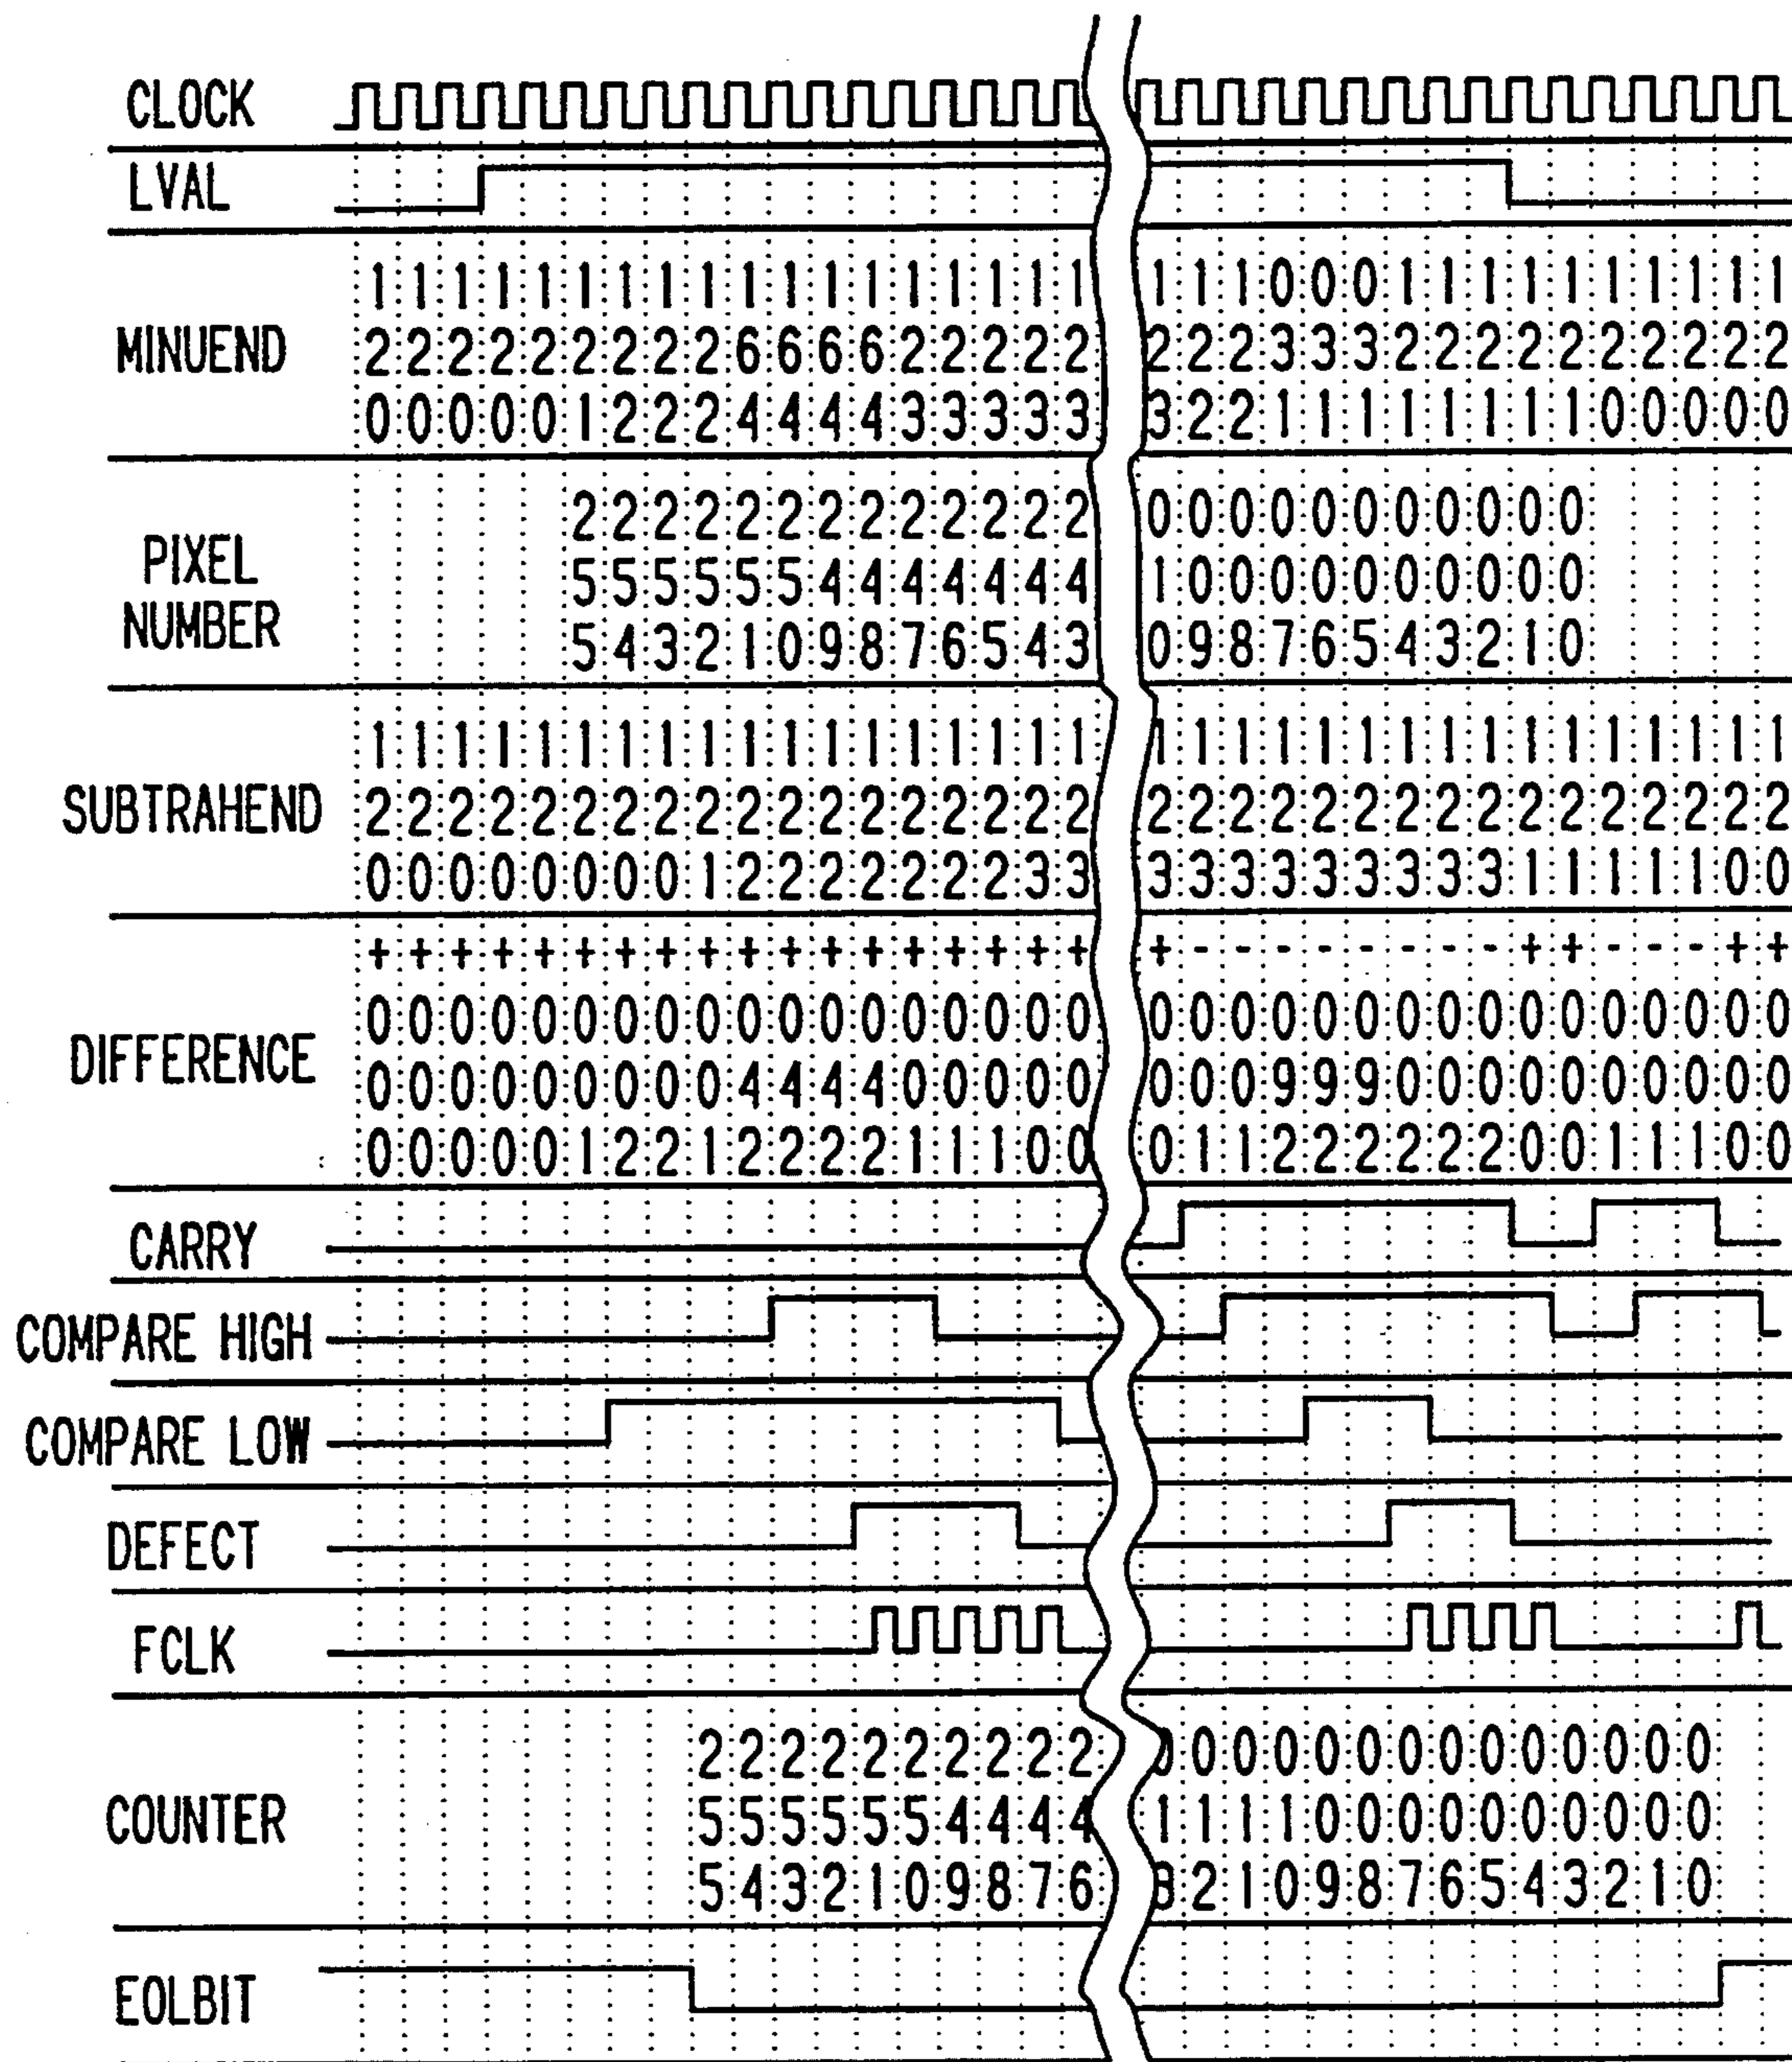 CLOCK
LVAL
1 1 1 1 1 1 1 1 1 1 1 1 1 1 1 1 1 1 1 1 1 0 0 0 1 1 1 1 1 1 1 1 1 1
MINUEND 2 2 2 2 2 2 2 2 2 6 6 6 6 2 2 2 2 2 2 2 2 3 3 3 2 2 2 2 2 2 2 2 2 2
0 0 0 0 0 1 2 2 2 4 4 4 4 3 3 3 3 3 3 2 2 1 1 1 1 1 1 1 1 0 0 0 0 0
2 2 2 2 2 2 2 2 2 2 2 2 2 0 0 0 0 0 0 0 0 0 0 0
PIXEL 5 5 5 5 5 5 4 4 4 4 4 4 4 1 0 0 0 0 0 0 0 0 0 0
NUMBER 5 4 3 2 1 0 9 8 7 6 5 4 3 0 9 8 7 6 5 4 3 2 1 0
1 1 1 1 1 1 1 1 1 1 1 1 1 1 1 1 1 1 1 1 1 1 1 1 1 1 1 1 1 1 1 1 1 1
SUBTRAHEND 2 2 2 2 2 2 2 2 2 2 2 2 2 2 2 2 2 2 2 2 2 2 2 2 2 2 2 2 2 2 2 2 2 2
0 0 0 0 0 0 0 0 1 2 2 2 2 2 2 2 3 3 3 3 3 3 3 3 3 3 3 1 1 1 1 1 0 0
+ + + + + + + + + + + + + + + + + + + - - - - - - - - + + - - - + +
0 0 0 0 0 0 0 0 0 0 0 0 0 0 0 0 0 0 0 0 0 0 0 0 0 0 0 0 0 0 0 0 0 0
DIFFERENCE 0 0 0 0 0 0 0 0 0 4 4 4 4 0 0 0 0 0 0 0 0 9 9 9 0 0 0 0 0 0 0 0 0 0
0 0 0 0 0 1 2 2 1 2 2 2 2 1 1 1 0 0 0 1 1 2 2 2 2 2 2 0 0 1 1 1 0 0
CARRY
COMPARE HIGH
COMPARE LOW
DEFECT
FCLK
2 2 2 2 2 2 2 2 2 2 0 0 0 0 0 0 0 0 0 0 0 0 0 0
COUNTER 5 5 5 5 5 5 4 4 4 4 1 1 1 1 0 0 0 0 0 0 0 0 0 0
5 4 3 2 1 0 9 8 7 6 3 2 1 0 9 8 7 6 5 4 3 2 1 0
EOLBIT